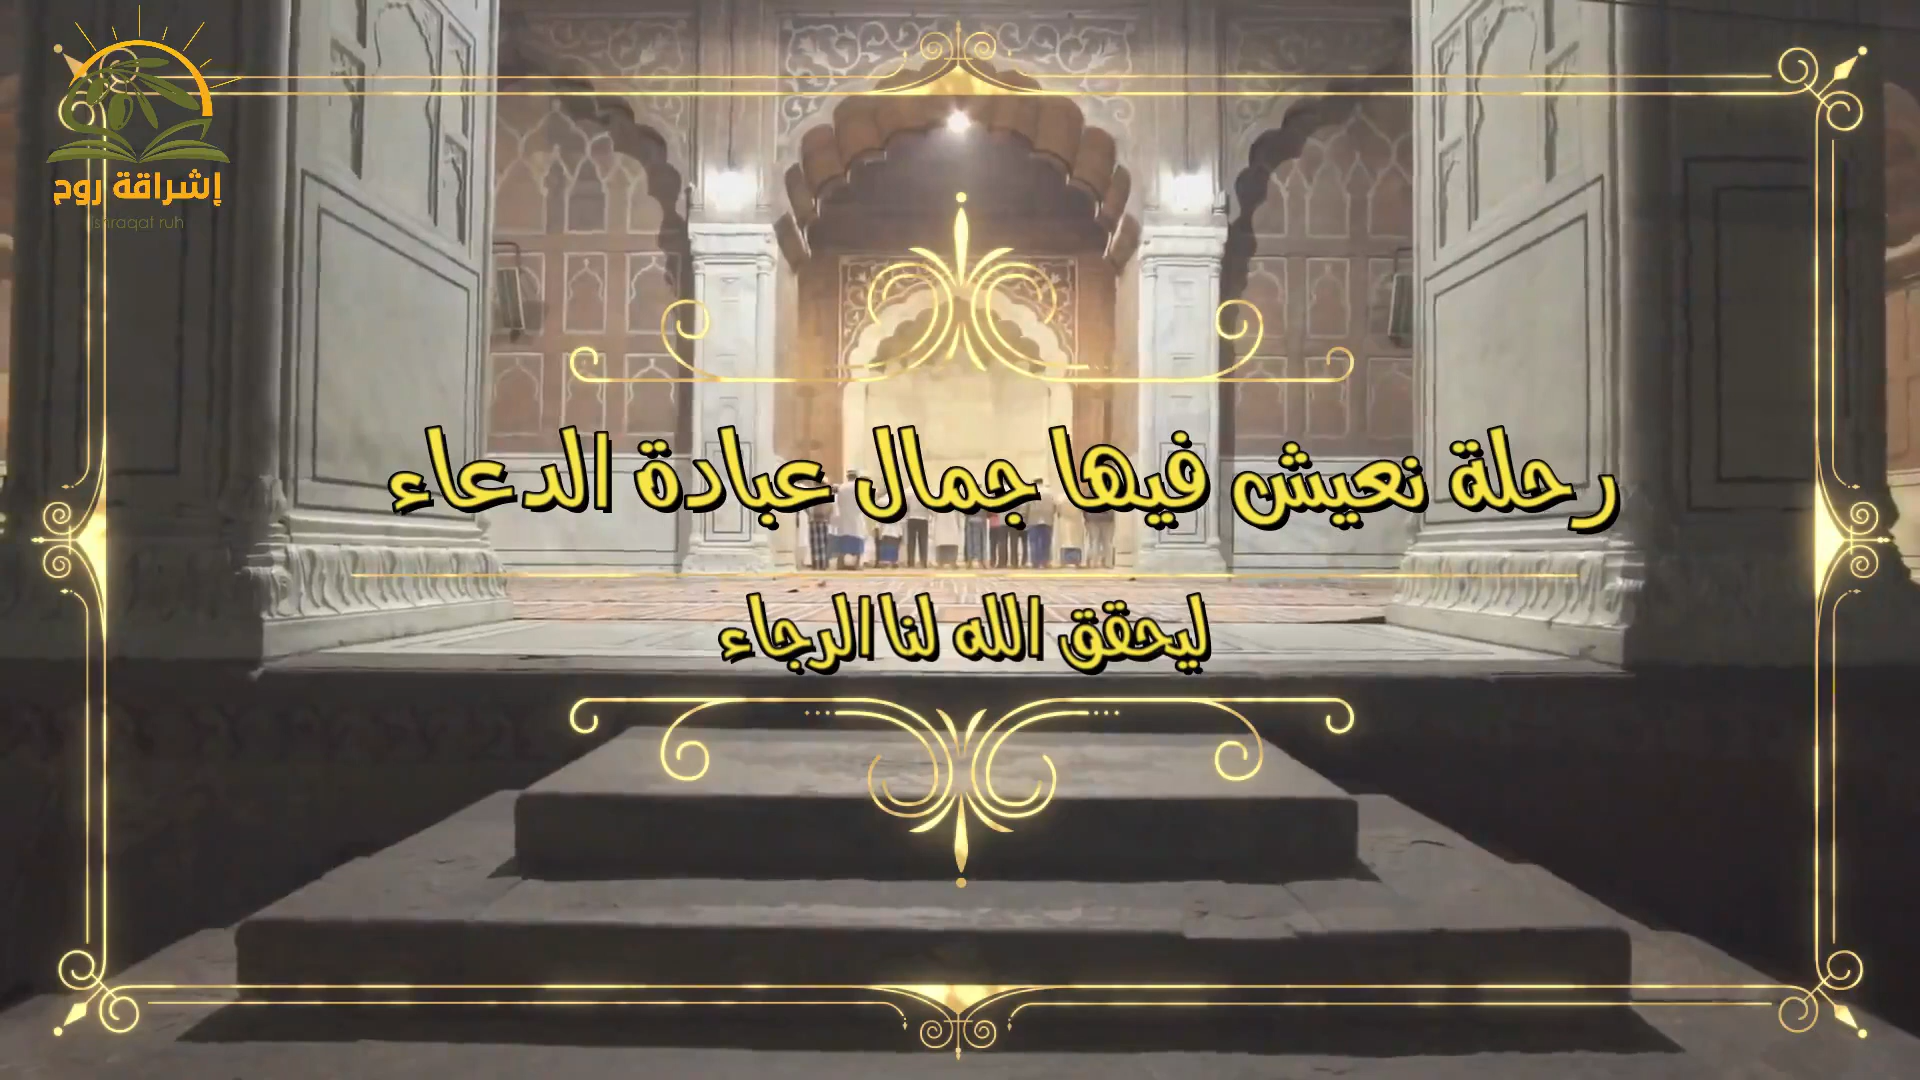 إشراقة روح
ishraqat ruh
رحلة نعيش فيها جمال عبادة الدعاء
ليحقق الله لنا الرجاء